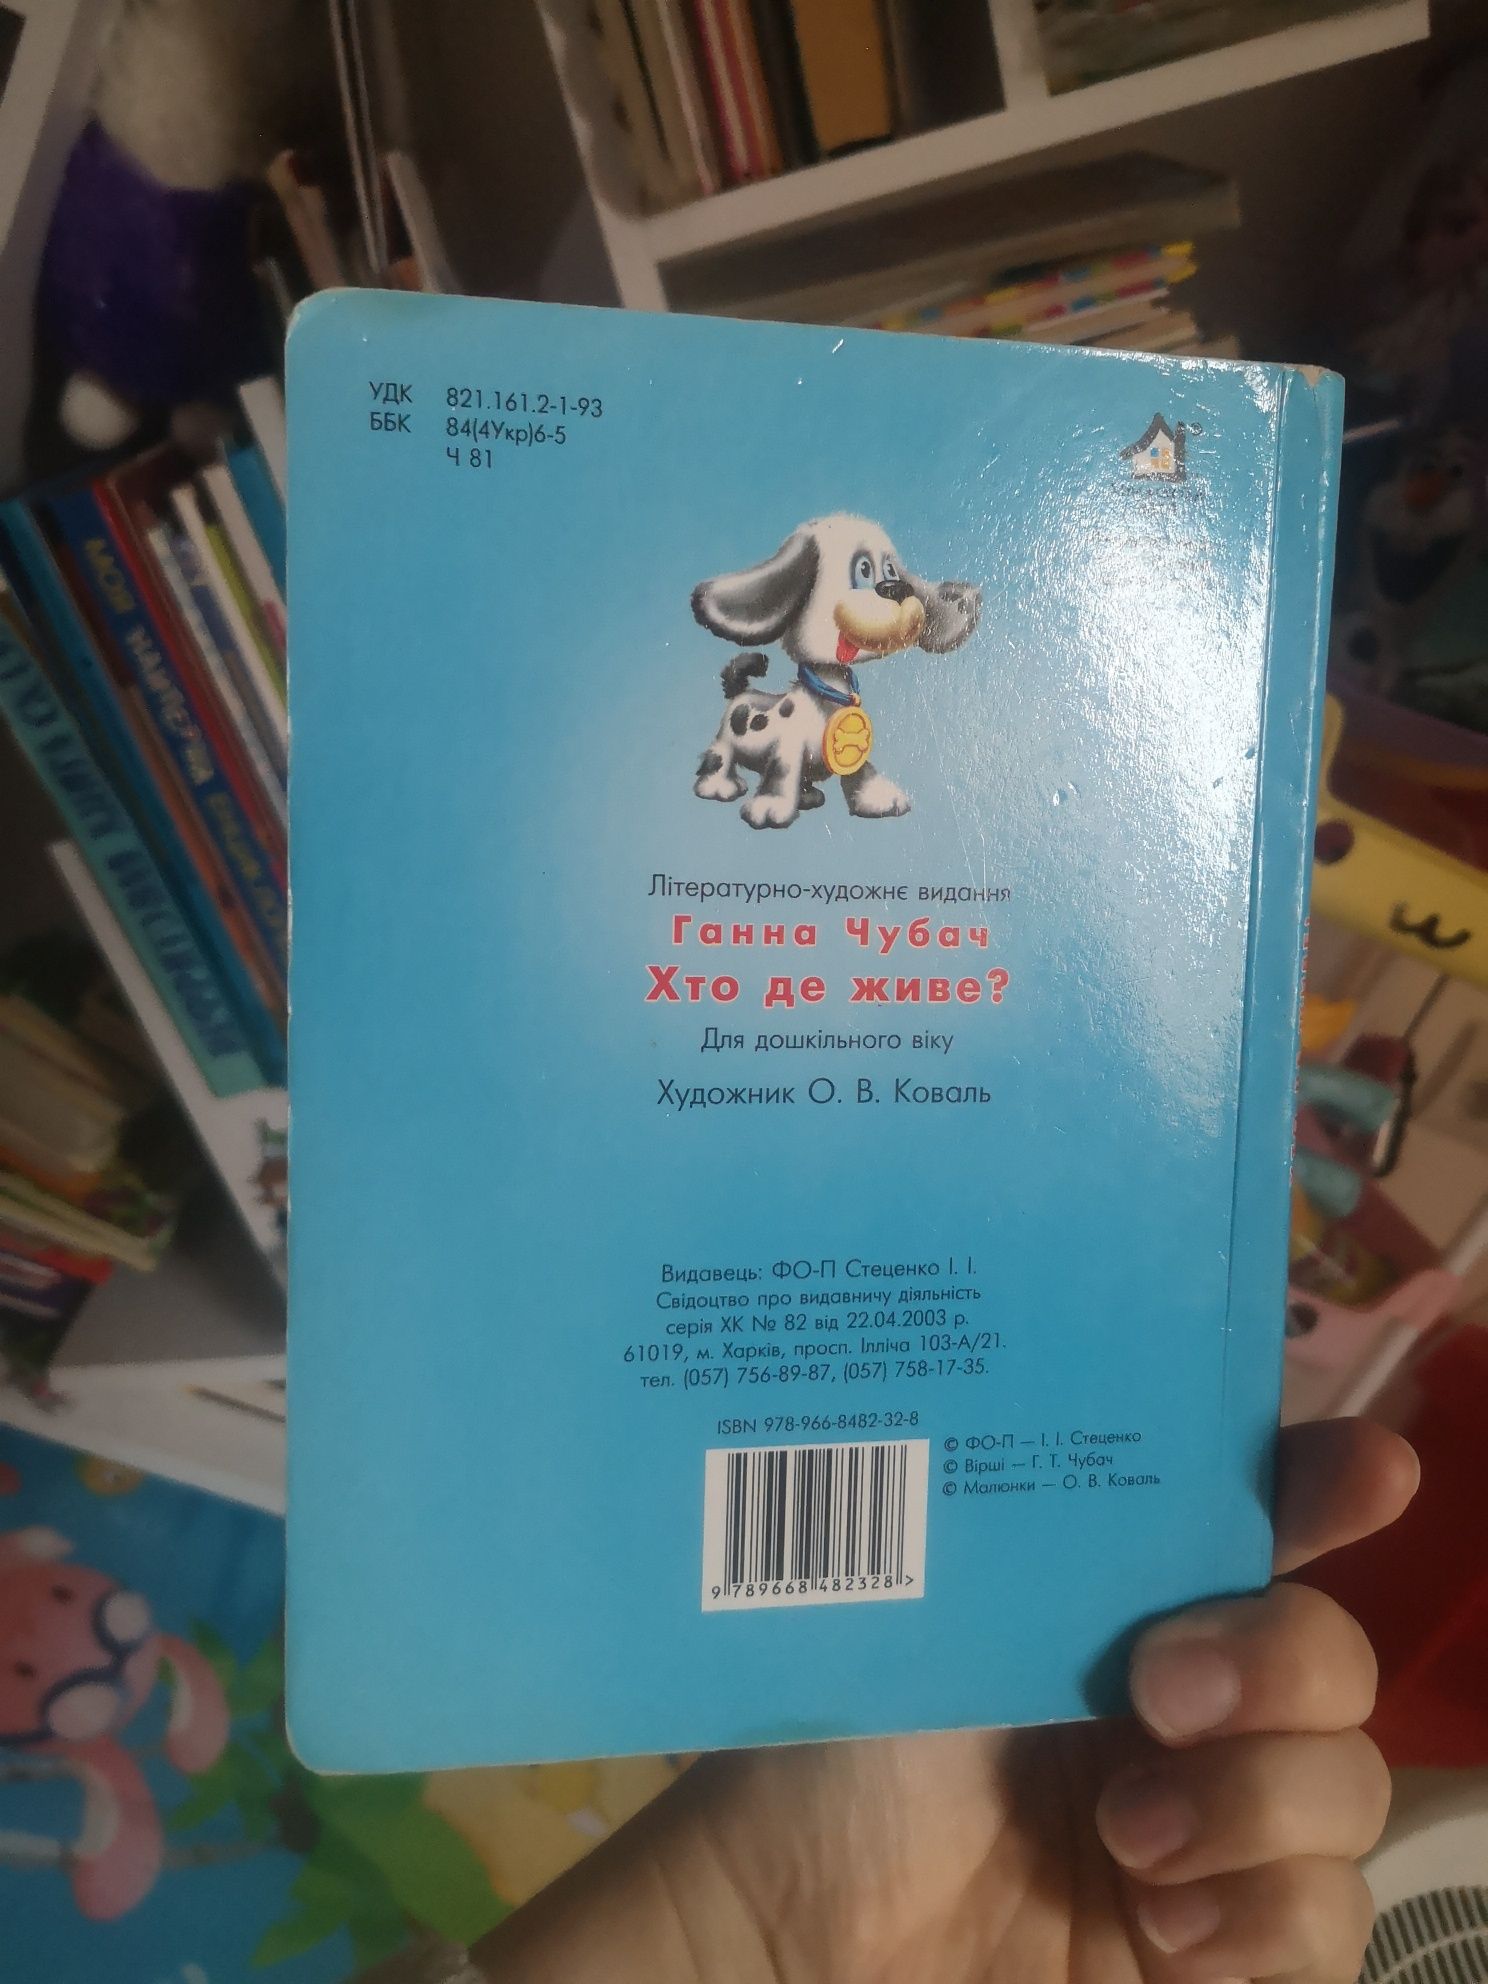 УДК 821.161.2-1-93
ББК 84(4Укр)6-5
Ч 81
Літературно-художнє видання
Ганна Чубач
Хто де живе?
Для дошкільного віку
Художник О. В. Коваль
Видавець: ФО-П Стеценко І. І.
Свідоцтво про видавничу діяльність
серія ХК № 82 від 22.04.2003 р.
61019, м. Харків, просп. Ілліча 103-А/21.
тел. (057) 756-89-87, (057) 758-17-35.
ISBN 978-966-8482-32-8
© ФО-П — І. І. Стеценко
© Вірші — Г. Т. Чубач
© Малюнки — О. В. Коваль
9 789668 482328 >
МОЯ